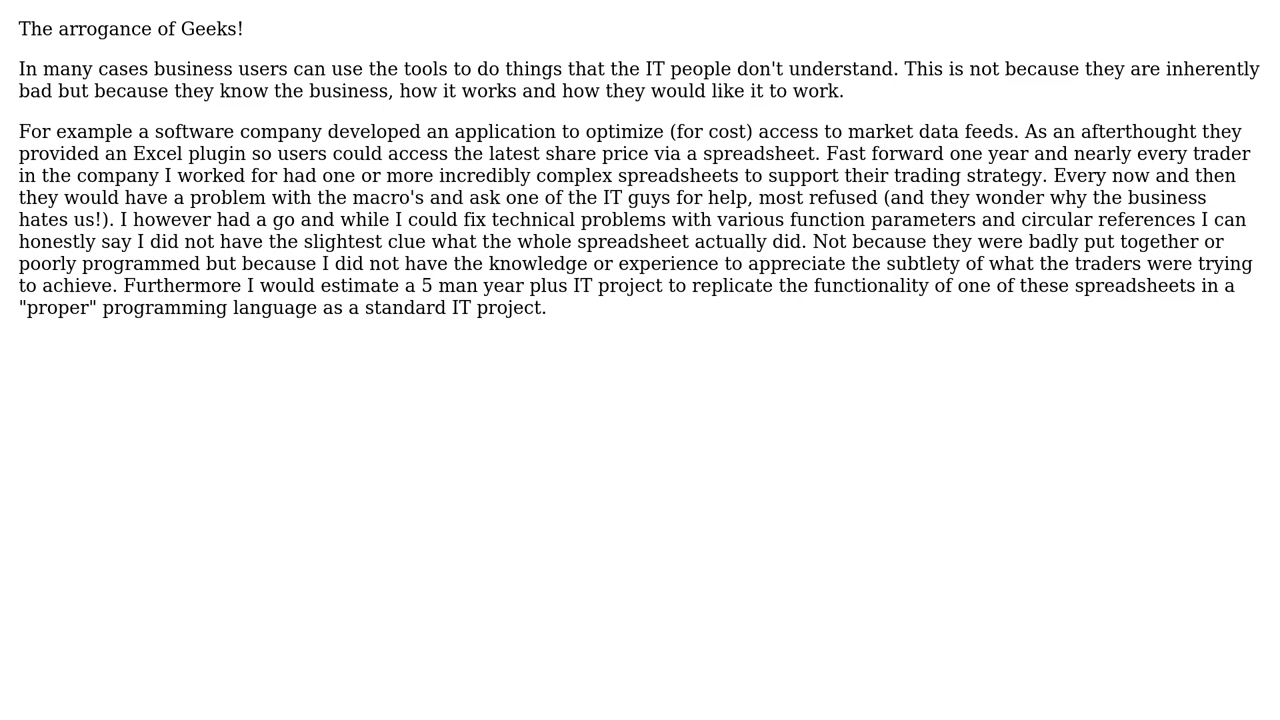 The arrogance of Geeks!
In many cases business users can use the tools to do things that the IT people don't understand. This is not because they are inherently
bad but because they know the business, how it works and how they would like it to work.
For example a software company developed an application to optimize (for cost) access to market data feeds. As an afterthought they
provided an Excel plugin so users could access the latest share price via a spreadsheet. Fast forward one year and nearly every trader
in the company I worked for had one or more incredibly complex spreadsheets to support their trading strategy. Every now and then
they would have a problem with the macro's and ask one of the IT guys for help, most refused (and they wonder why the business
hates us!). I however had a go and while I could fix technical problems with various function parameters and circular references I can
honestly say I did not have the slightest clue what the whole spreadsheet actually did. Not because they were badly put together or
poorly programmed but because I did not have the knowledge or experience to appreciate the subtlety of what the traders were trying
to achieve. Furthermore I would estimate a 5 man year plus IT project to replicate the functionality of one of these spreadsheets in a
"proper" programming language as a standard IT project.